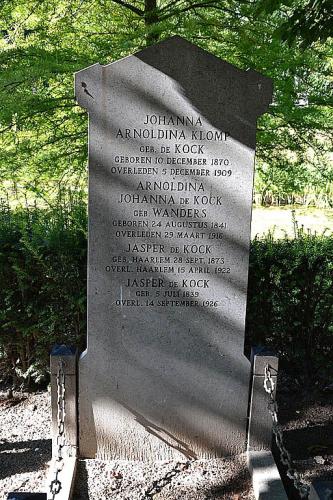 JOHANNA
ARNOLDINA KLOMP
GEB. DE KOCK
GEBOREN 10 DECEMBER 1870
OVERLEDEN 5 DECEMBER 1909
ARNOLDINA
JOHANNA DE KOCK
GEB. WANDERS
GEBOREN 24 AUGUSTUS 1841
OVERLEDEN 29 MAART 1916
JASPER DE KOCK
GEB. HAARLEM 28 SEPT. 1873
OVERL. HAARLEM 15 APRIL 1922
JASPER DE KOCK
GEB. 5 JULI 1839
OVERL. 14 SEPTEMBER 1926